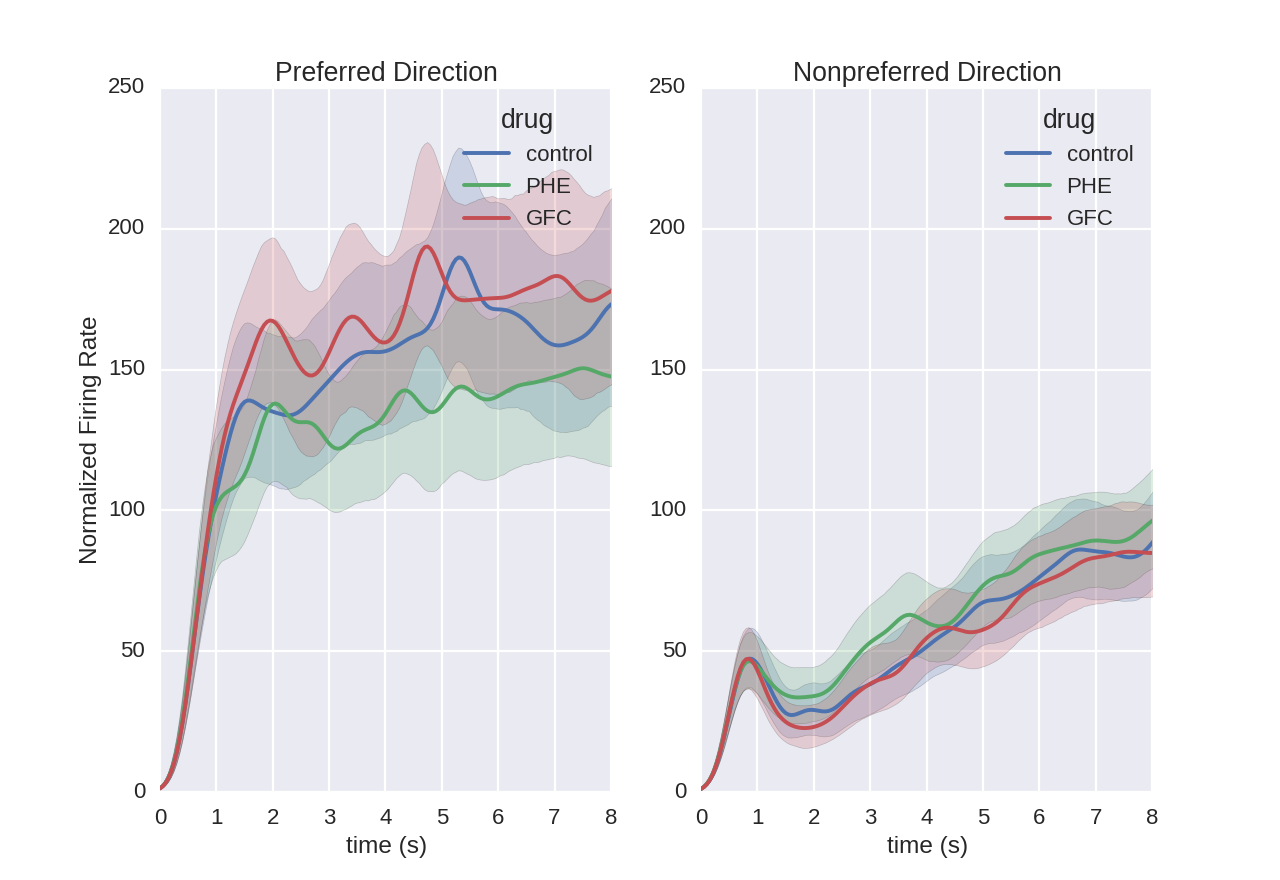 Preferred Direction
Nonpreferred Direction
250
200
150
100
50
0
Normalized Firing Rate
drug
control
PHE
GFC
0 1 2 3 4 5 6 7 8
time (s)
250
200
150
100
50
0
drug
control
PHE
GFC
0 1 2 3 4 5 6 7 8
time (s)